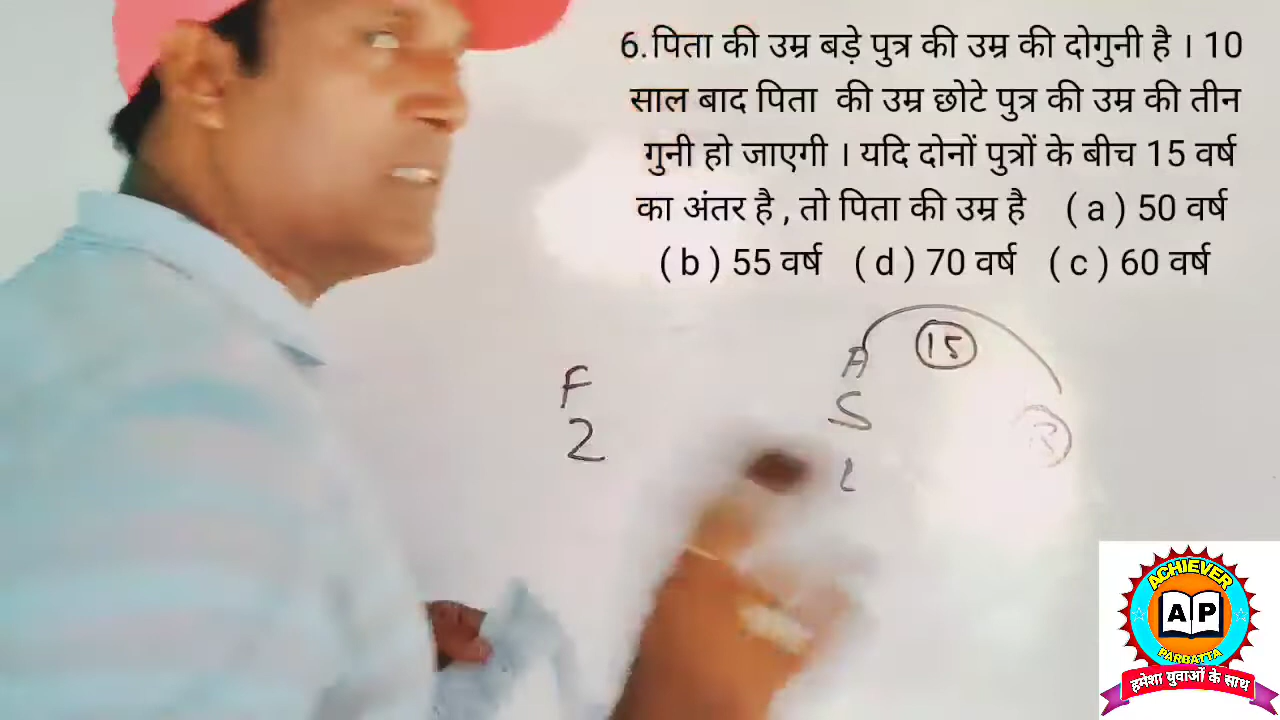 6.पिता की उम्र बड़े पुत्र की उम्र की दोगुनी है । 10
साल बाद पिता की उम्र छोटे पुत्र की उम्र की तीन
गुनी हो जाएगी । यदि दोनों पुत्रों के बीच 15 वर्ष
का अंतर है , तो पिता की उम्र है ( a ) 50 वर्ष
( b ) 55 वर्ष ( d ) 70 वर्ष ( c ) 60 वर्ष
A 15
F S
2
ACHIEVER
A P
PARBATTA
हमेशा युवाओं के साथ